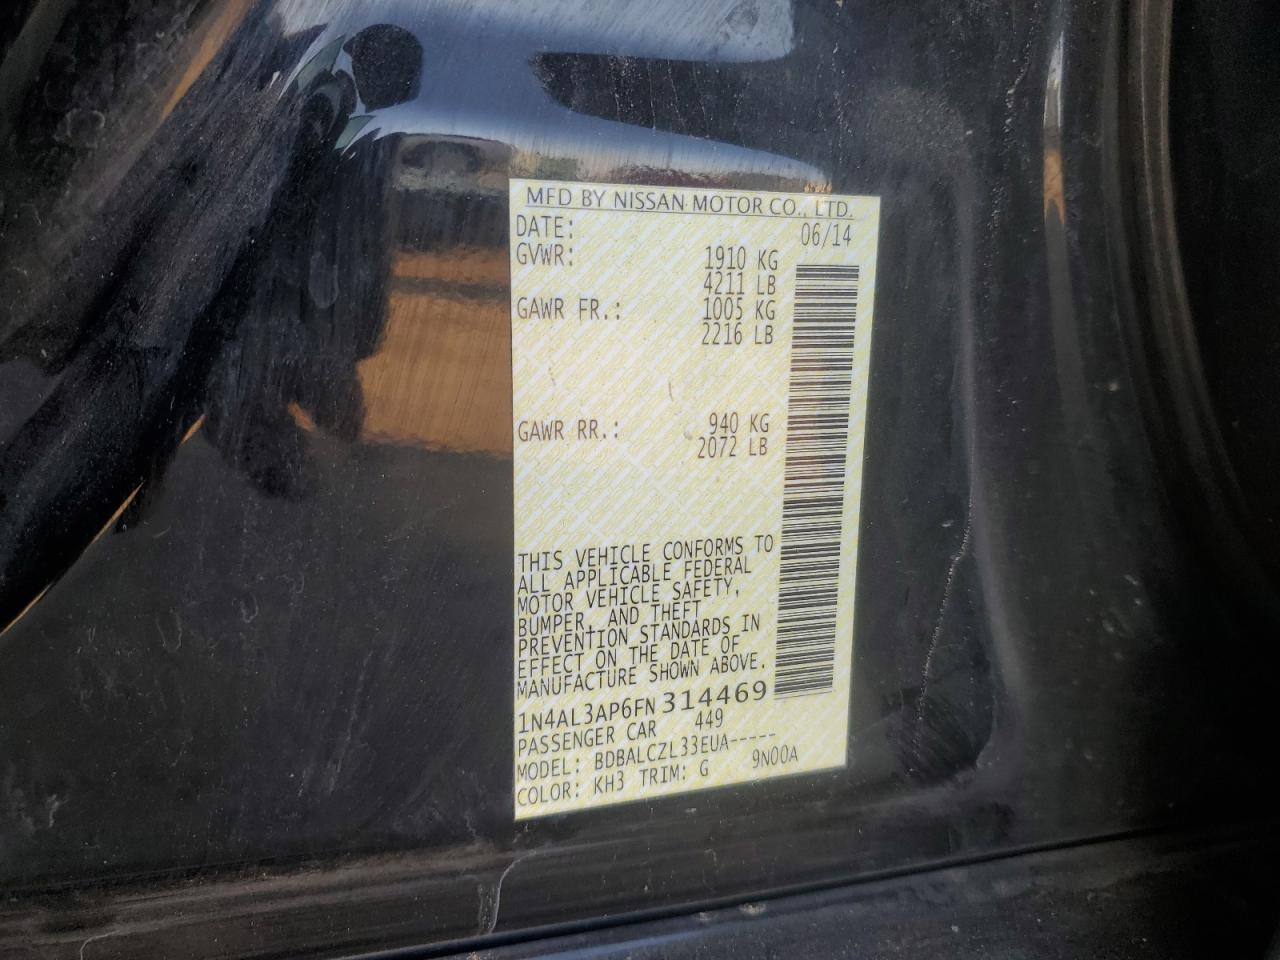 MFD BY NISSAN MOTOR CO., LTD.
DATE: 06/14
GVWR: 1910 KG
4211 LB
GAWR FR.: 1005 KG
2216 LB
GAWR RR.: 940 KG
2072 LB
THIS VEHICLE CONFORMS TO
ALL APPLICABLE FEDERAL
MOTOR VEHICLE SAFETY,
BUMPER, AND THEFT
PREVENTION STANDARDS IN
EFFECT ON THE DATE OF
MANUFACTURE SHOWN ABOVE.
1N4AL3AP6FN314469
PASSENGER CAR 449
MODEL: BDBALCZL33EUA-----
COLOR: KH3 TRIM: G 9N00A